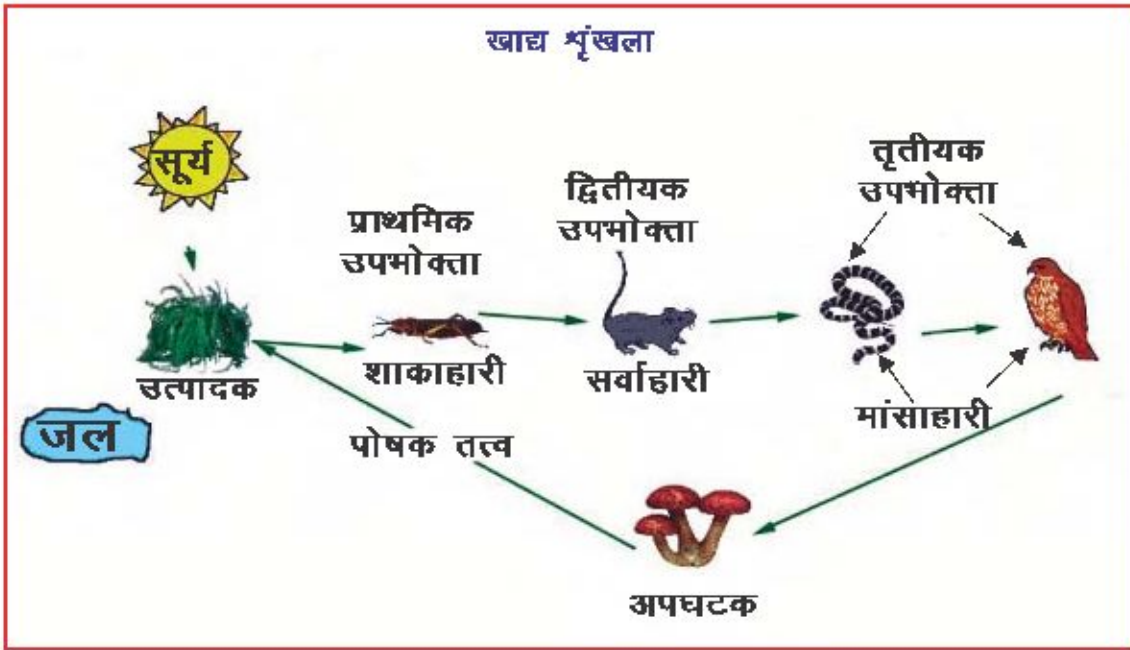 खाद्य शृंखला
सूर्य
प्राथमिक
उपभोक्ता
द्वितीयक
उपभोक्ता
तृतीयक
उपभोक्ता
उत्पादक
शाकाहारी
सर्वाहारी
मांसाहारी
जल
पोषक तत्त्व
अपघटक